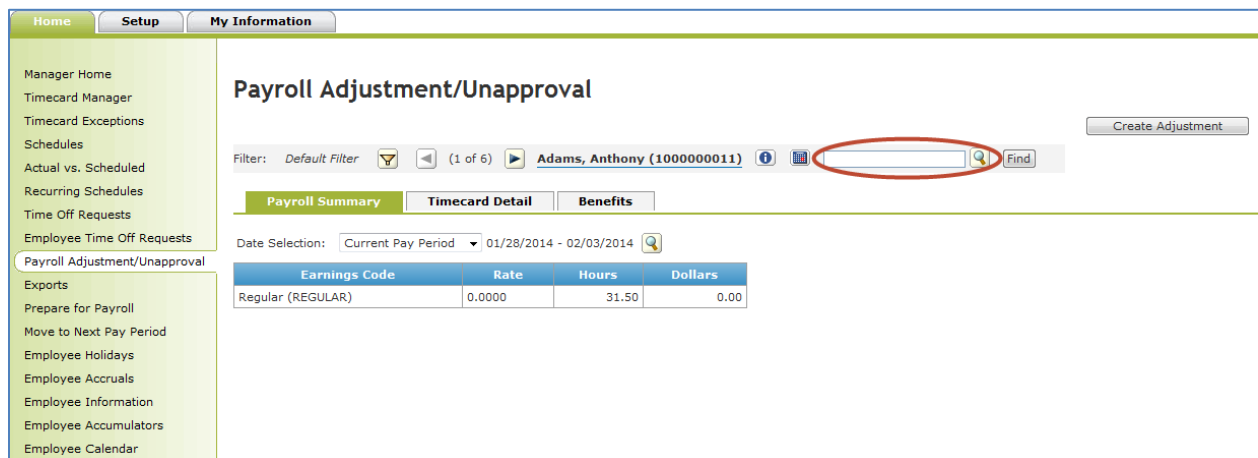 Home Setup My Information
Manager Home
Timecard Manager
Timecard Exceptions
Schedules
Actual vs. Scheduled
Recurring Schedules
Time Off Requests
Employee Time Off Requests
Payroll Adjustment/Unapproval
Exports
Prepare for Payroll
Move to Next Pay Period
Employee Holidays
Employee Accruals
Employee Information
Employee Accumulators
Employee Calendar
Payroll Adjustment/Unapproval
Create Adjustment
Filter: Default Filter (1 of 6) Adams, Anthony (1000000011) Find
Payroll Summary Timecard Detail Benefits
Date Selection: Current Pay Period 01/28/2014 - 02/03/2014
Earnings Code Rate Hours Dollars
Regular (REGULAR) 0.0000 31.50 0.00